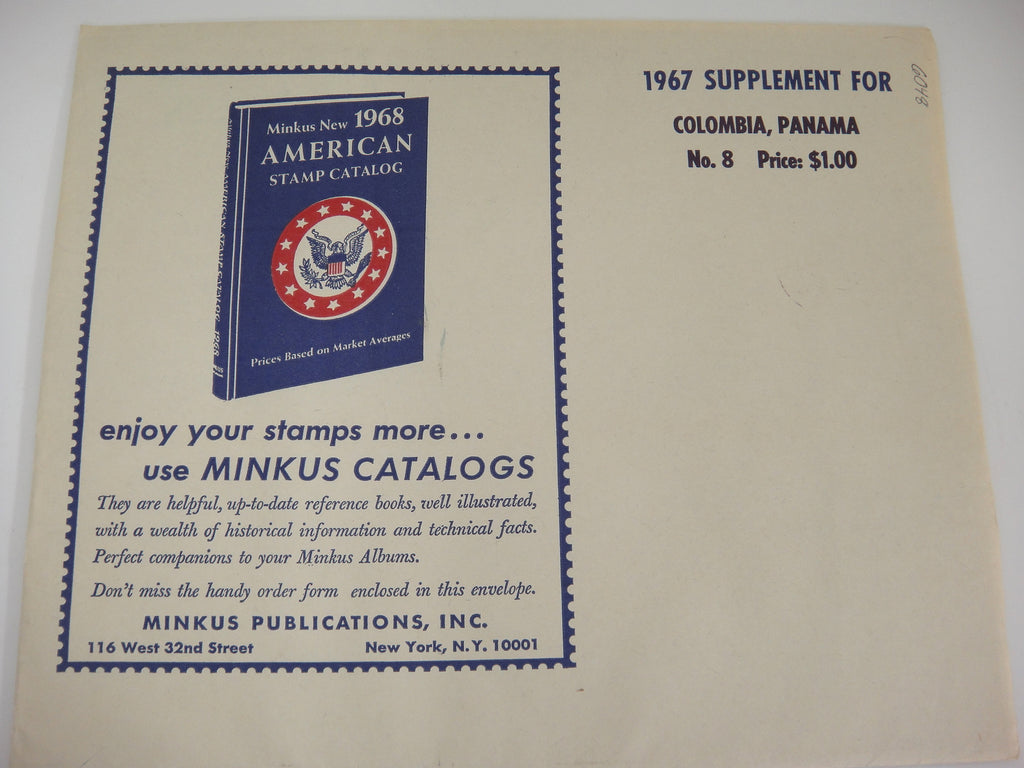 1967 SUPPLEMENT FOR
COLOMBIA, PANAMA
No. 8 Price: $1.00
Minkus New 1968
AMERICAN
STAMP CATALOG
Prices Based on Market Averages
enjoy your stamps more...
use MINKUS CATALOGS
They are helpful, up-to-date reference books, well illustrated,
with a wealth of historical information and technical facts.
Perfect companions to your Minkus Albums.
Don't miss the handy order form enclosed in this envelope.
MINKUS PUBLICATIONS, INC.
116 West 32nd Street New York, N.Y. 10001